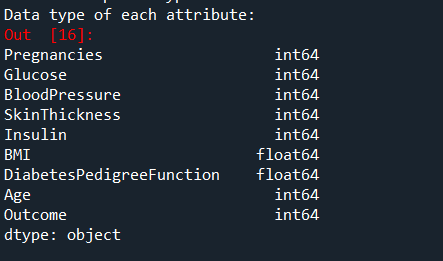 Data type of each attribute:
Out  [16]:
Pregnancies                   int64
Glucose                       int64
BloodPressure                 int64
SkinThickness                 int64
Insulin                       int64
BMI                         float64
DiabetesPedigreeFunction    float64
Age                           int64
Outcome                       int64
dtype: object